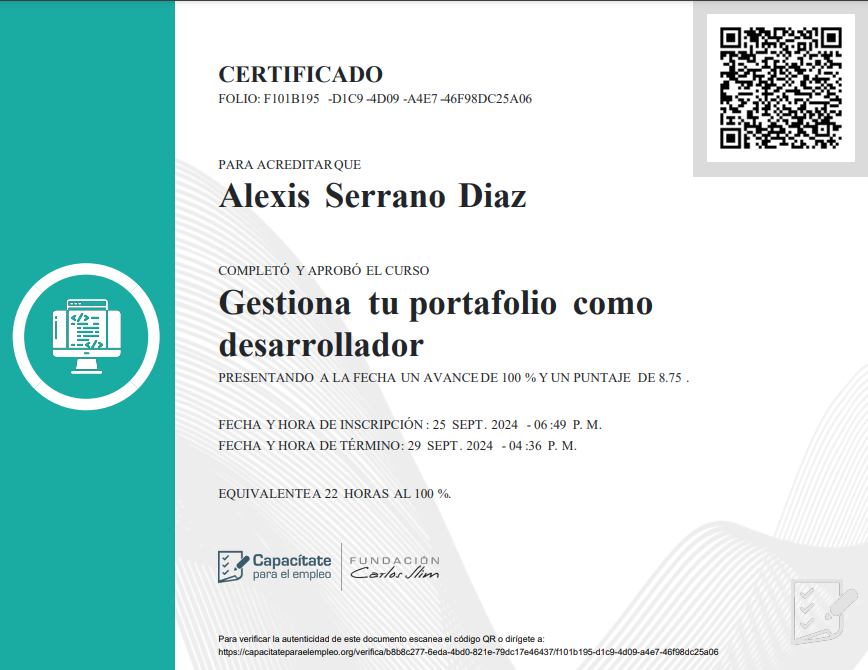 CERTIFICADO
FOLIO: F101B195 -D1C9 -4D09 -A4E7 -46F98DC25A06
PARA ACREDITAR QUE
Alexis Serrano Diaz
COMPLETÓ Y APROBÓ EL CURSO
Gestiona tu portafolio como
desarrollador
PRESENTANDO A LA FECHA UN AVANCE DE 100 % Y UN PUNTAJE DE 8.75 .
FECHA Y HORA DE INSCRIPCIÓN : 25 SEPT. 2024 - 06:49 P. M.
FECHA Y HORA DE TÉRMINO: 29 SEPT. 2024 - 04:36 P. M.
EQUIVALENTE A 22 HORAS AL 100 %.
Capacítate
para el empleo
FUNDACIÓN
Carlos Slim
Para verificar la autenticidad de este documento escanea el código QR o dirígete a:
https://capacitateparaelempleo.org/verifica/b8b8c277-6eda-4bd0-821e-79dc17e46437/f101b195-d1c9-4d09-a4e7-46f98dc25a06